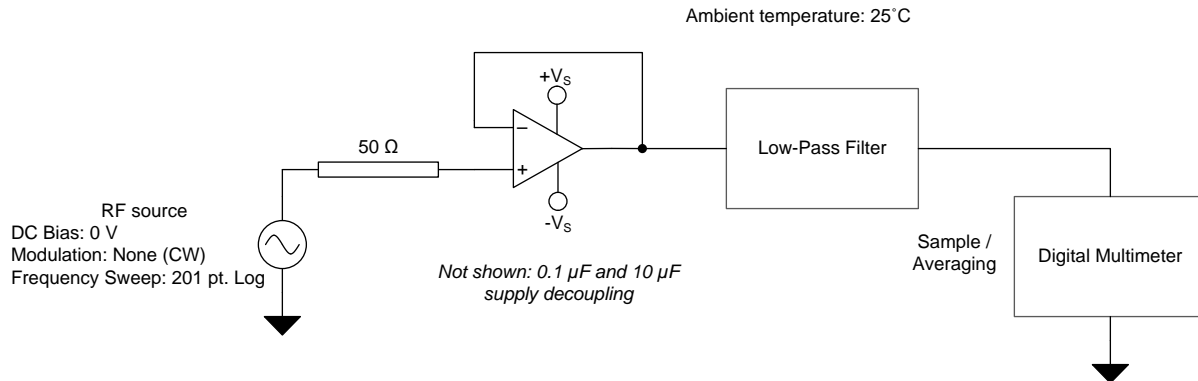 Ambient temperature: 25˚C
+VS
50 Ω
−
+
-VS
Low-Pass Filter
RF source
DC Bias: 0 V
Modulation: None (CW)
Frequency Sweep: 201 pt. Log
Not shown: 0.1 µF and 10 µF
supply decoupling
Sample /
Averaging
Digital Multimeter